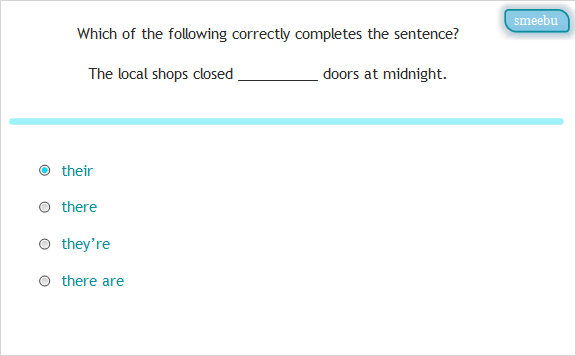 smeebu
Which of the following correctly completes the sentence?
The local shops closed __________ doors at midnight.
their
there
they’re
there are